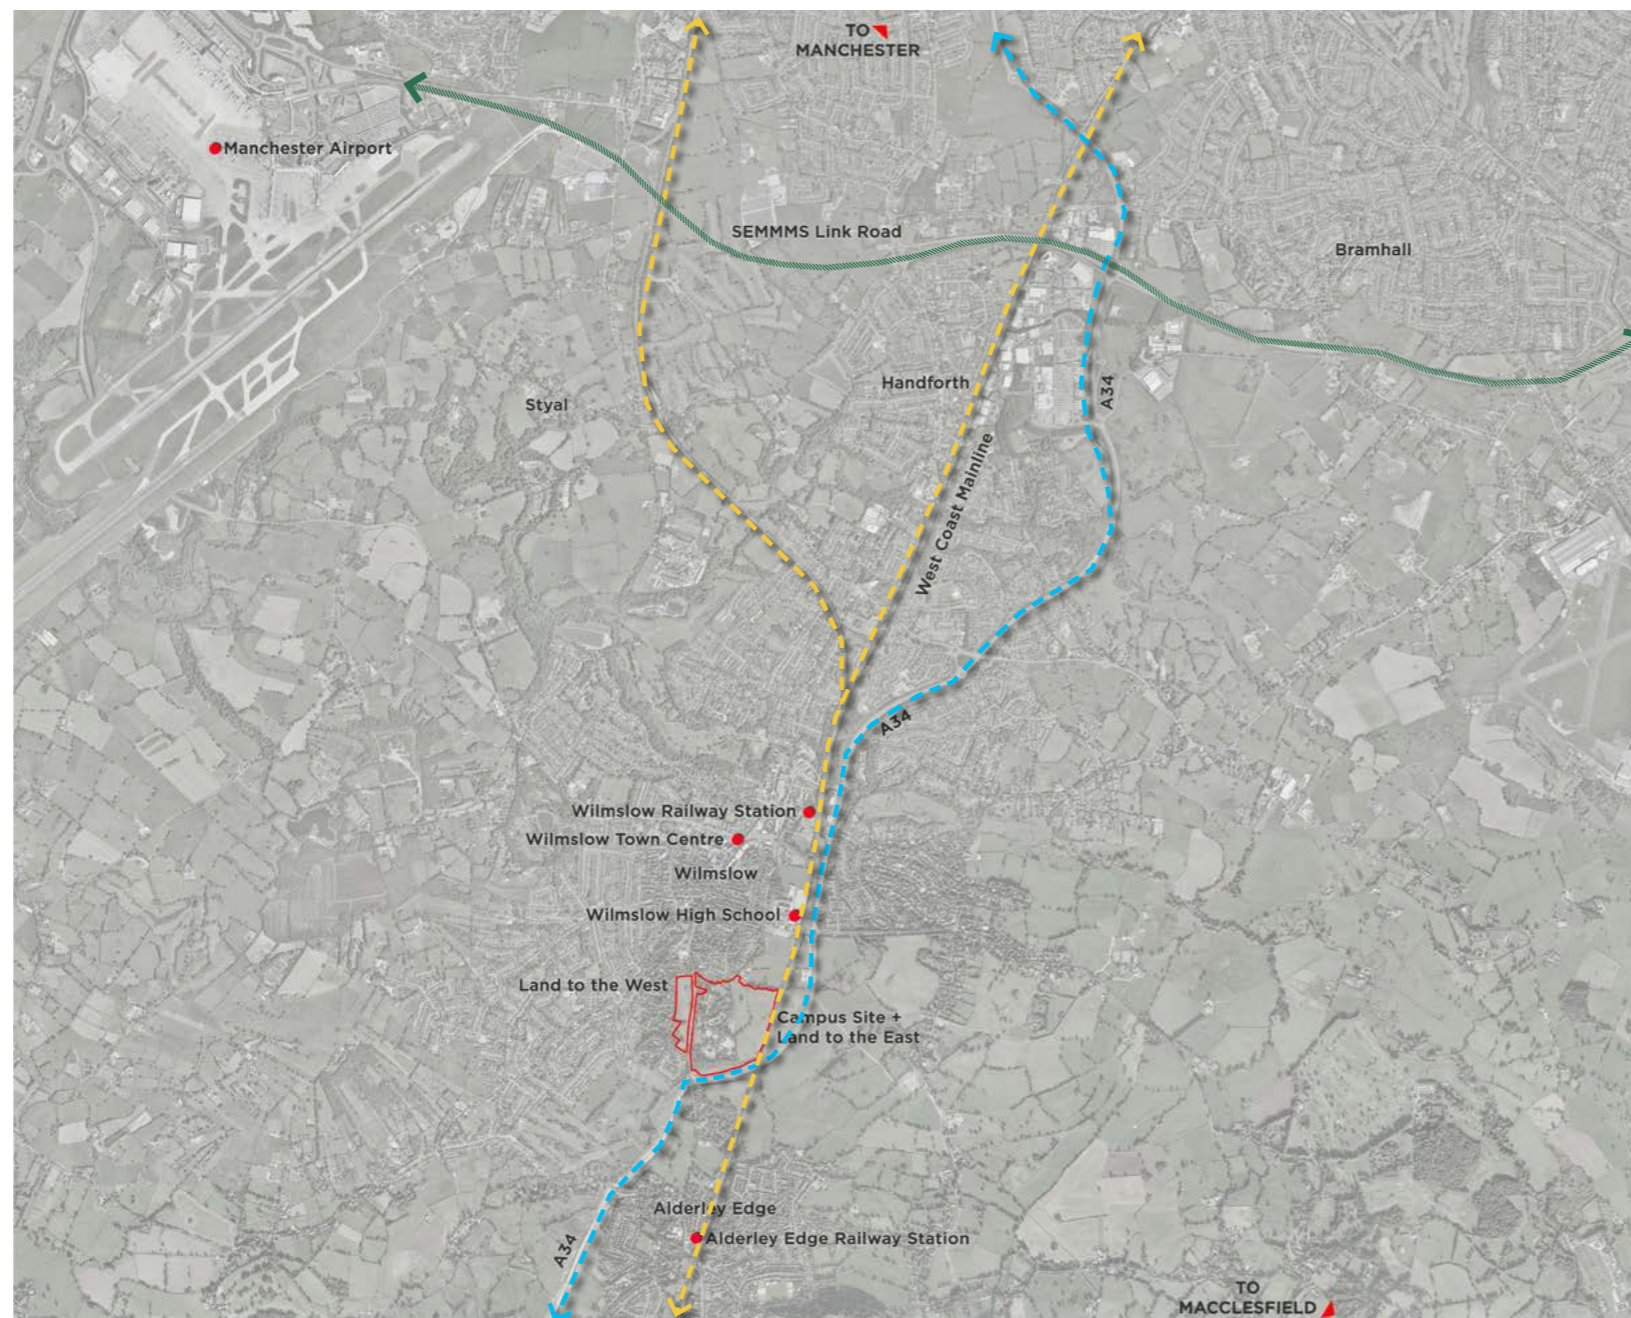 TO
MANCHESTER
Manchester Airport
SEMMMS Link Road
Bramhall
Handforth
A34
Styal
West Coast Mainline
A34
Wilmslow Railway Station
Wilmslow Town Centre
Wilmslow
Wilmslow High School
Land to the West
Campus Site +
Land to the East
Alderley Edge
Alderley Edge Railway Station
A34
TO
MACCLESFIELD